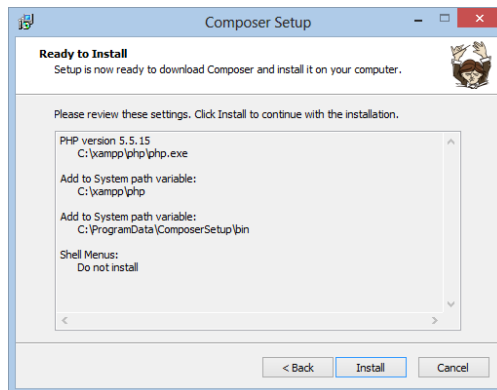 Composer Setup
Ready to Install
Setup is now ready to download Composer and install it on your computer.
Please review these settings. Click Install to continue with the installation.
PHP version 5.5.15
C:\xampp\php\php.exe
Add to System path variable:
C:\xampp\php
Add to System path variable:
C:\ProgramData\ComposerSetup\bin
Shell Menus:
Do not install
< Back
Install
Cancel